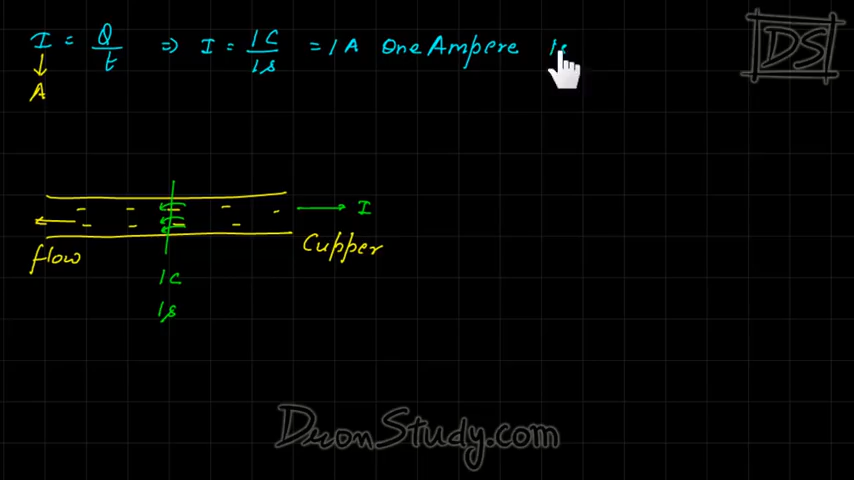 I = Q/t ⇒ I = 1C/1s = 1A One Ampere
A
DS
I
flow
Cupper
1C
1s
DronStudy.com